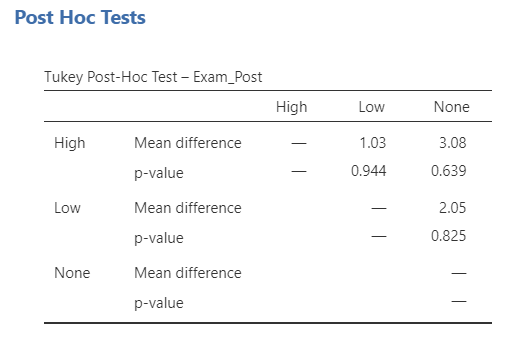 Post Hoc Tests
Tukey Post-Hoc Test – Exam_Post
High Low None
High Mean difference — 1.03 3.08
p-value — 0.944 0.639
Low Mean difference — 2.05
p-value — 0.825
None Mean difference —
p-value —